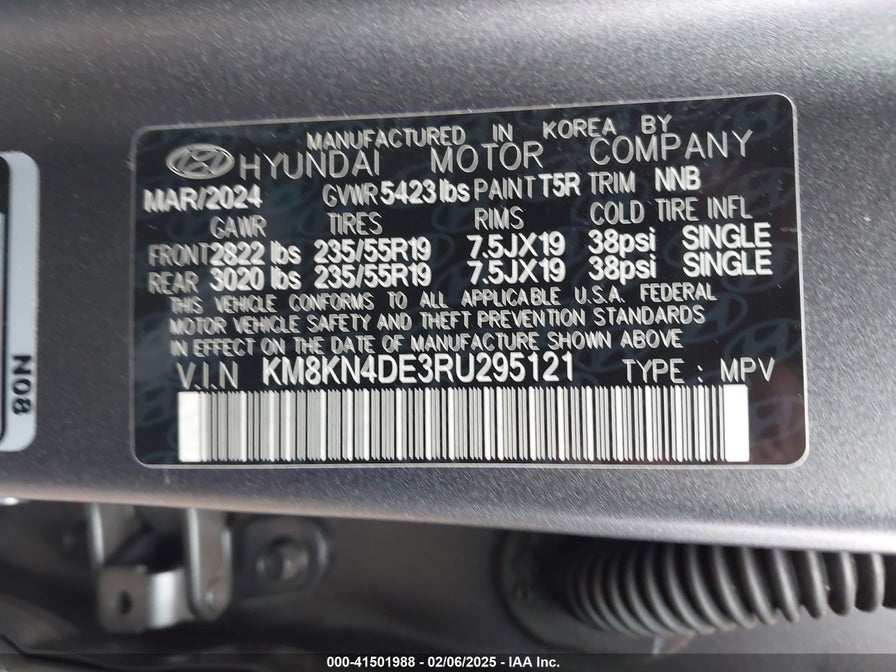 MANUFACTURED IN KOREA BY
HYUNDAI MOTOR COMPANY
MAR/2024 GVWR 5423 lbs PAINT T5R TRIM NNB
GAWR TIRES RIMS COLD TIRE INFL
FRONT 2822 lbs 235/55R19 7.5JX19 38psi SINGLE
REAR 3020 lbs 235/55R19 7.5JX19 38psi SINGLE
THIS VEHICLE CONFORMS TO ALL APPLICABLE U.S.A. FEDERAL
MOTOR VEHICLE SAFETY AND THEFT PREVENTION STANDARDS
IN EFFECT ON THE DATE OF MANUFACTURE SHOWN ABOVE
V.I.N KM8KN4DE3RU295121 TYPE : MPV
N08
000-41501988 - 02/06/2025 - IAA Inc.